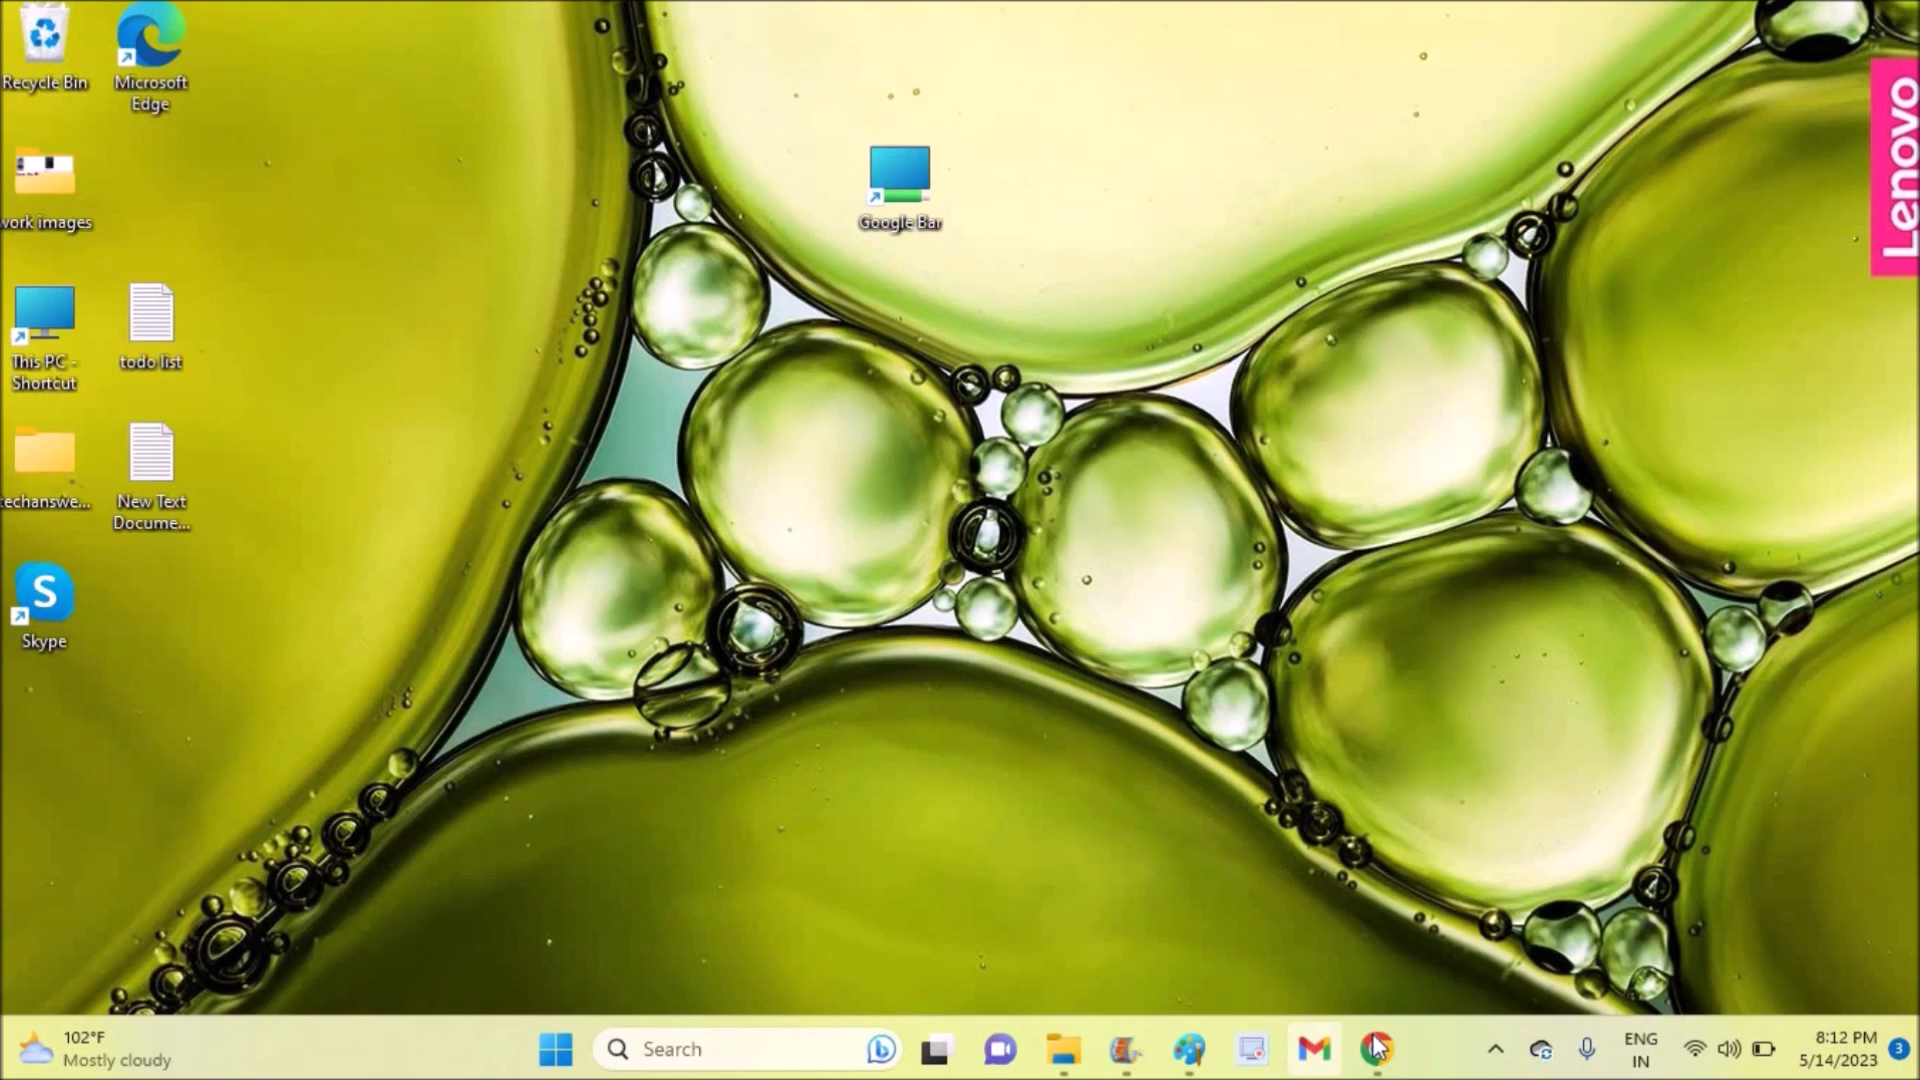 Recycle Bin
Microsoft
Edge
work images
Google Bar
Lenovo
This PC -
Shortcut
todo list
techanswe...
New Text
Docume...
S
Skype
102°F
Mostly cloudy
Search
ENG
IN
8:12 PM
5/14/2023
3